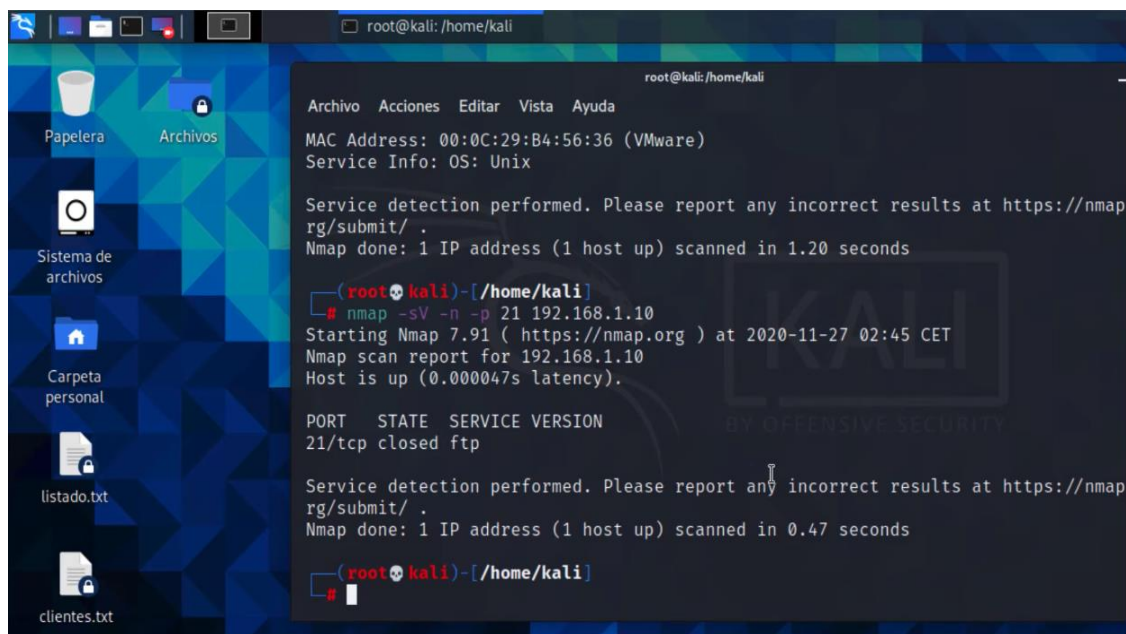 root@kali: /home/kali
root@kali: /home/kali
Archivo Acciones Editar Vista Ayuda
MAC Address: 00:0C:29:B4:56:36 (VMware)
Service Info: OS: Unix
Service detection performed. Please report any incorrect results at https://nmap
rg/submit/ .
Nmap done: 1 IP address (1 host up) scanned in 1.20 seconds
(root💀kali)-[/home/kali]
# nmap -sV -n -p 21 192.168.1.10
Starting Nmap 7.91 ( https://nmap.org ) at 2020-11-27 02:45 CET
Nmap scan report for 192.168.1.10
Host is up (0.000047s latency).
PORT STATE SERVICE VERSION
21/tcp closed ftp
Service detection performed. Please report any incorrect results at https://nmap
rg/submit/ .
Nmap done: 1 IP address (1 host up) scanned in 0.47 seconds
(root💀kali)-[/home/kali]
#
KALI
BY OFFENSIVE SECURITY
Papelera
Archivos
Sistema de
archivos
Carpeta
personal
listado.txt
clientes.txt